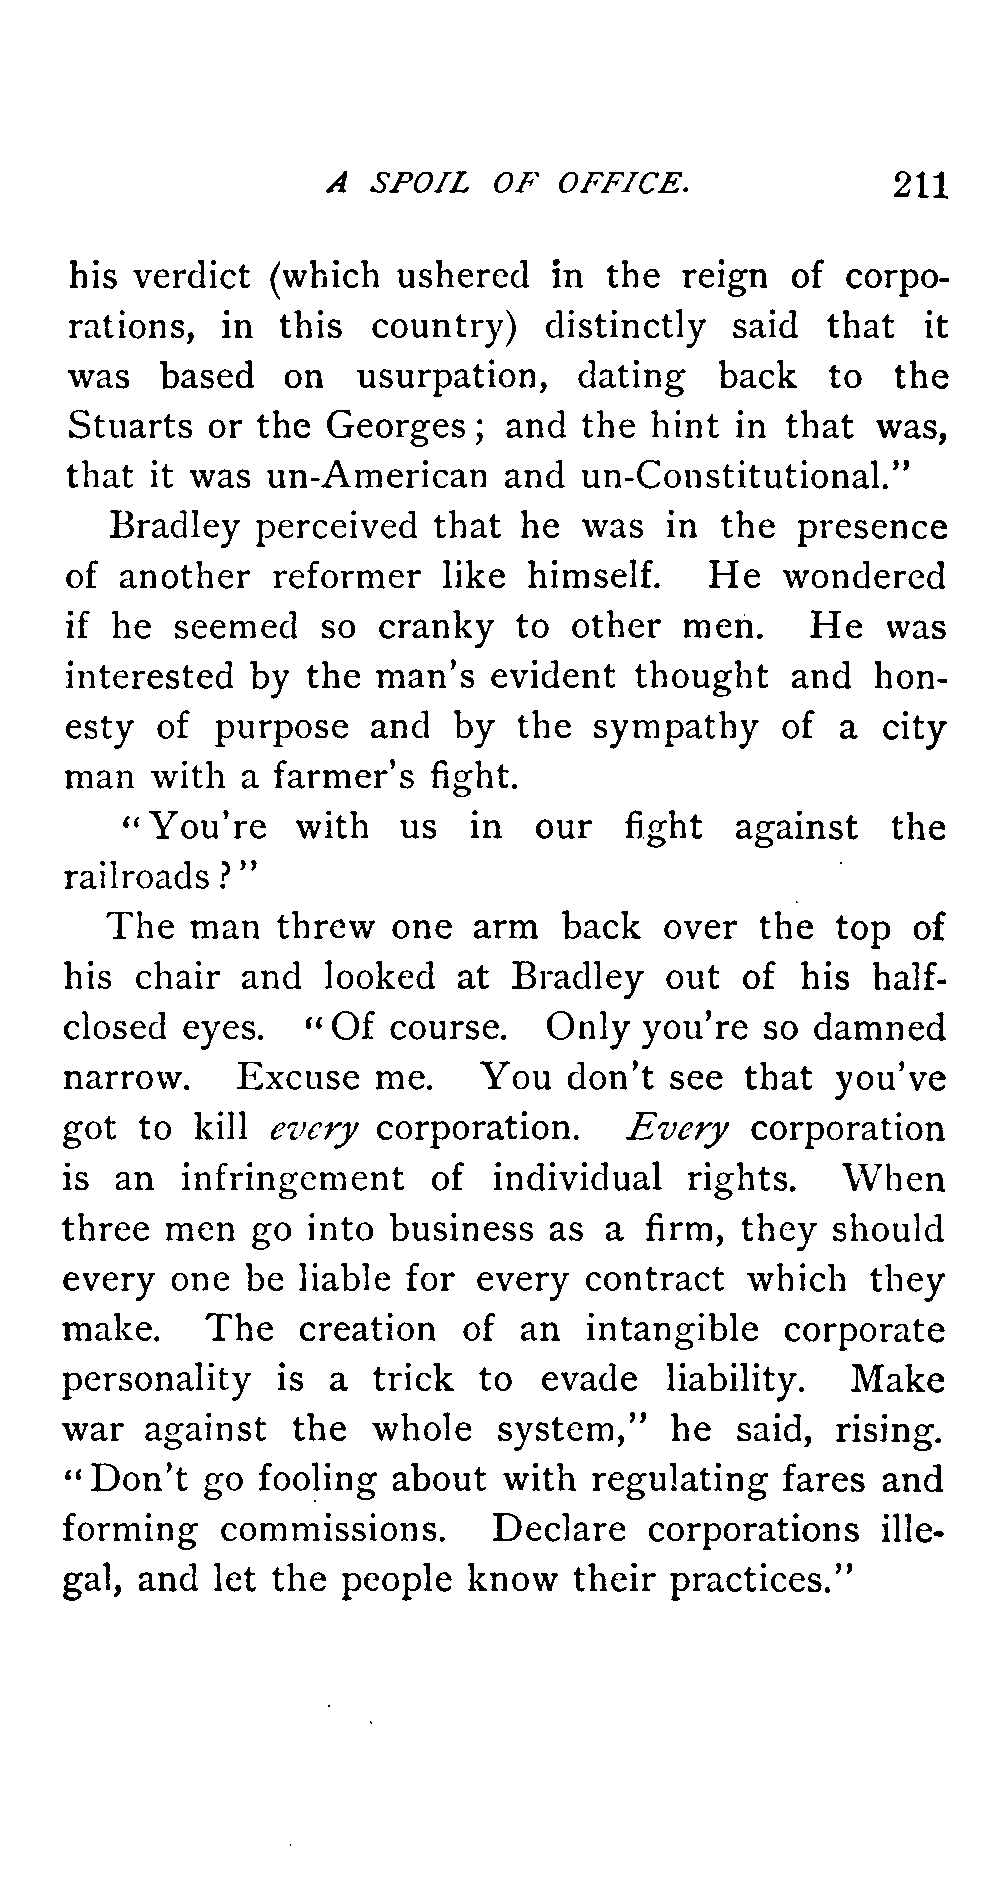 A SPOIL OF OFFICE. 211
his verdict (which ushered in the reign of corpo-
rations, in this country) distinctly said that it
was based on usurpation, dating back to the
Stuarts or the Georges; and the hint in that was,
that it was un-American and un-Constitutional."
Bradley perceived that he was in the presence
of another reformer like himself. He wondered
if he seemed so cranky to other men. He was
interested by the man's evident thought and hon-
esty of purpose and by the sympathy of a city
man with a farmer's fight.
"You're with us in our fight against the
railroads?"
The man threw one arm back over the top of
his chair and looked at Bradley out of his half-
closed eyes. "Of course. Only you're so damned
narrow. Excuse me. You don't see that you've
got to kill every corporation. Every corporation
is an infringement of individual rights. When
three men go into business as a firm, they should
every one be liable for every contract which they
make. The creation of an intangible corporate
personality is a trick to evade liability. Make
war against the whole system," he said, rising.
"Don't go fooling about with regulating fares and
forming commissions. Declare corporations ille-
gal, and let the people know their practices."